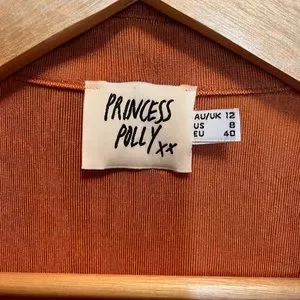 PRINCESS
POLLY xx
AU/UK 12
US 8
EU 40